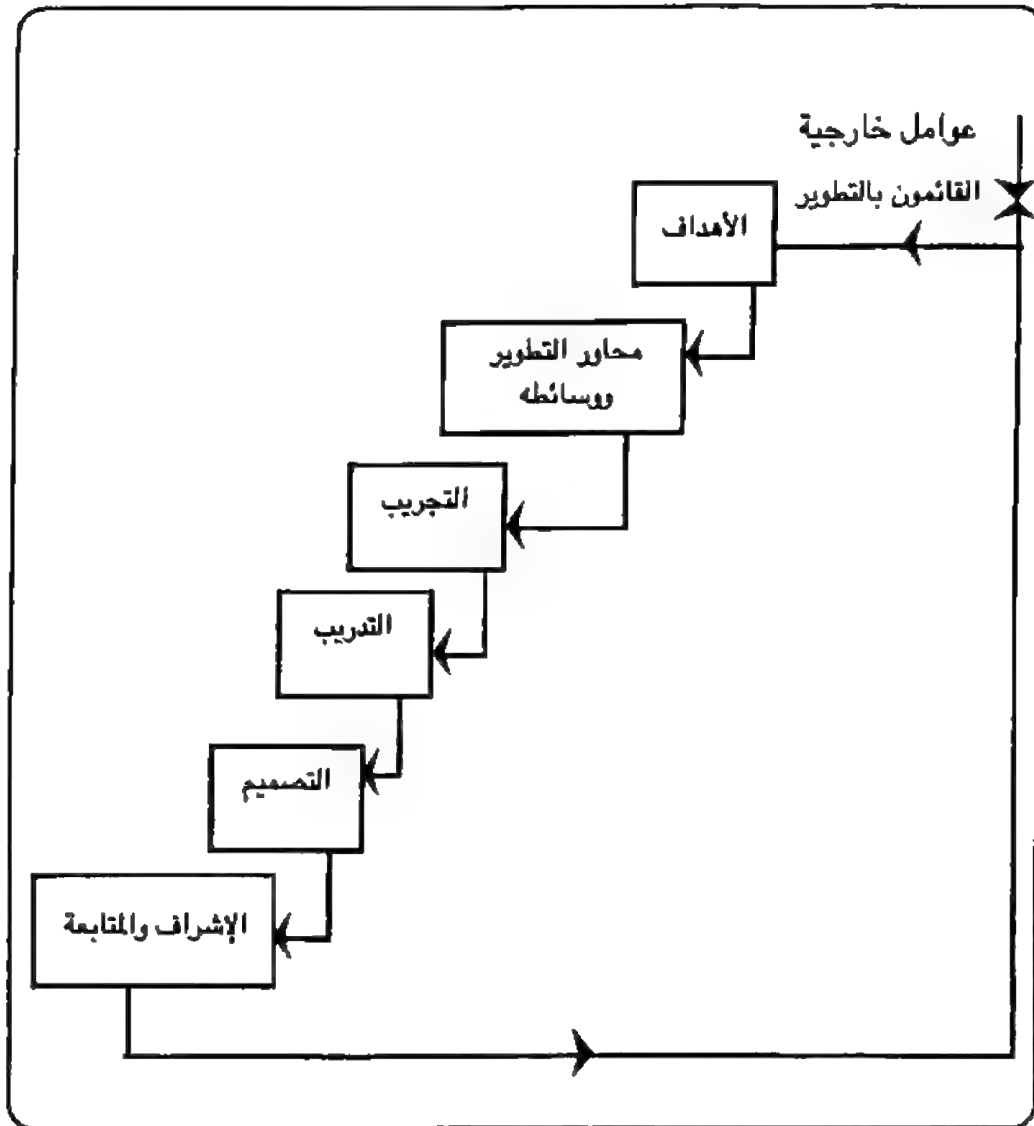 عوامل خارجية
القائمون بالتطوير
الأهداف
محاور التطوير
ووسائطه
التجريب
التدريب
التصميم
الإشراف والمتابعة